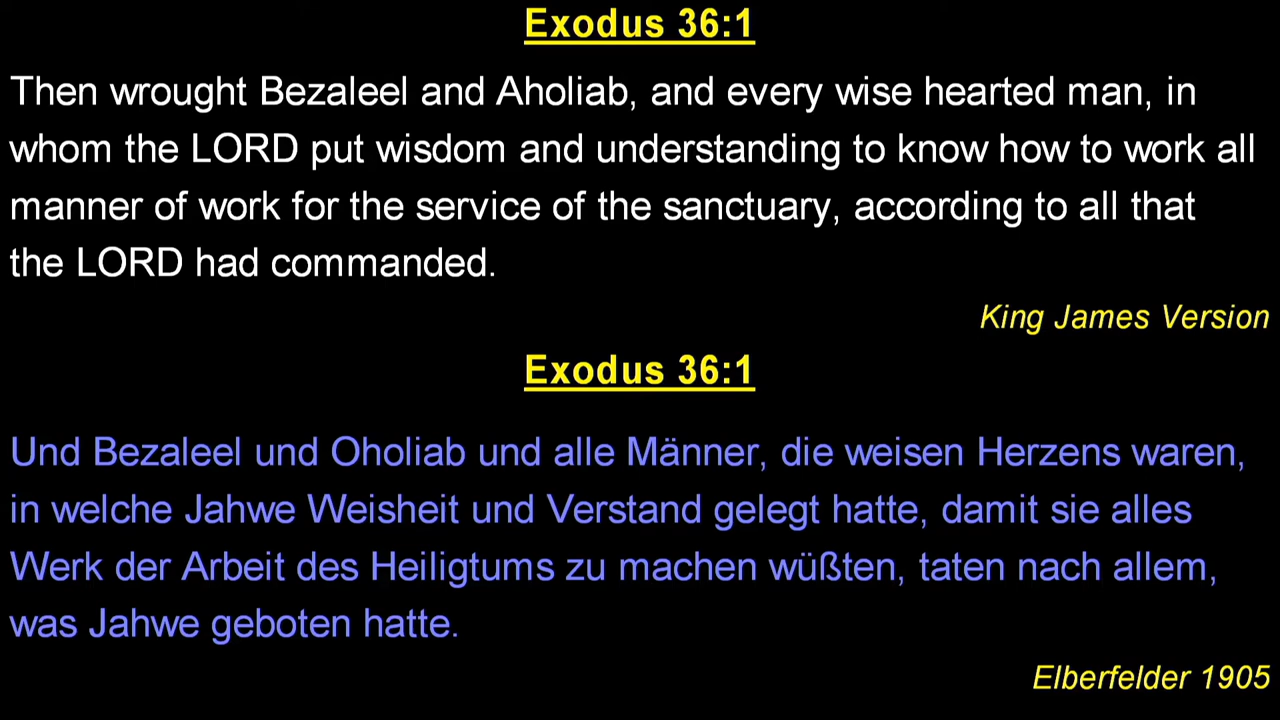 Exodus 36:1
Then wrought Bezaleel and Aholiab, and every wise hearted man, in
whom the LORD put wisdom and understanding to know how to work all
manner of work for the service of the sanctuary, according to all that
the LORD had commanded.
King James Version
Exodus 36:1
Und Bezaleel und Oholiab und alle Männer, die weisen Herzens waren,
in welche Jahwe Weisheit und Verstand gelegt hatte, damit sie alles
Werk der Arbeit des Heiligtums zu machen wüßten, taten nach allem,
was Jahwe geboten hatte.
Elberfelder 1905